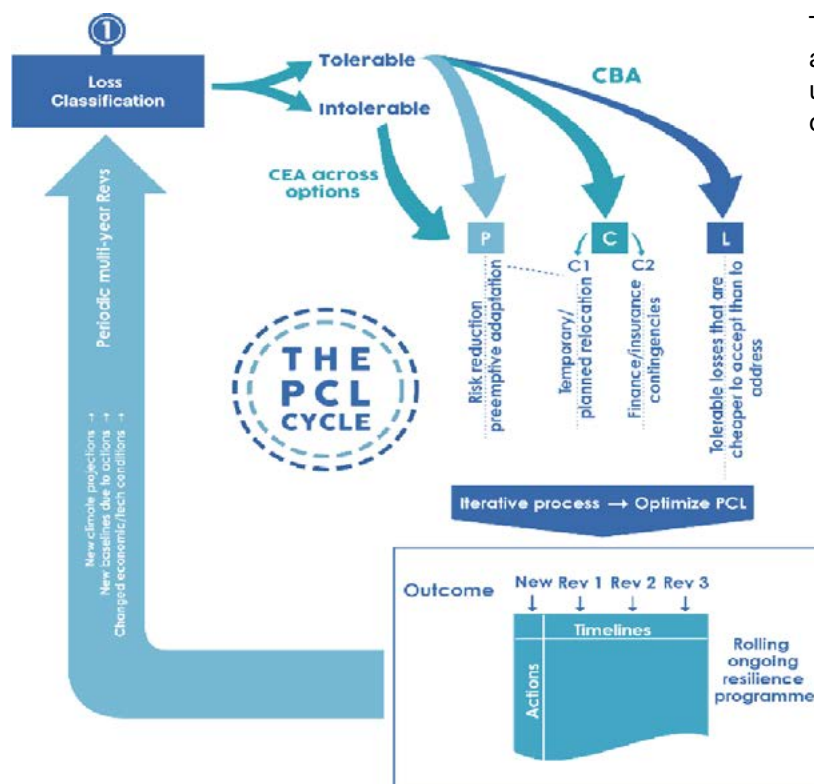 1
Loss
Classification
Tolerable
Intolerable
CBA
CEA across
options
P
C
L
C1
C2
Risk reduction
preemptive adaptation
Temporary/
planned relocation
Finance/insurance
contingencies
Tolerable losses that are
cheaper to accept than to
address
THE
PCL
CYCLE
Periodic multi-year Revs
New climate projections →
New baselines due to actions →
Changed economic/tech conditions →
Iterative process → Optimize PCL
Outcome
New Rev 1 Rev 2 Rev 3
Timelines
Actions
Rolling
ongoing
resilience
programme